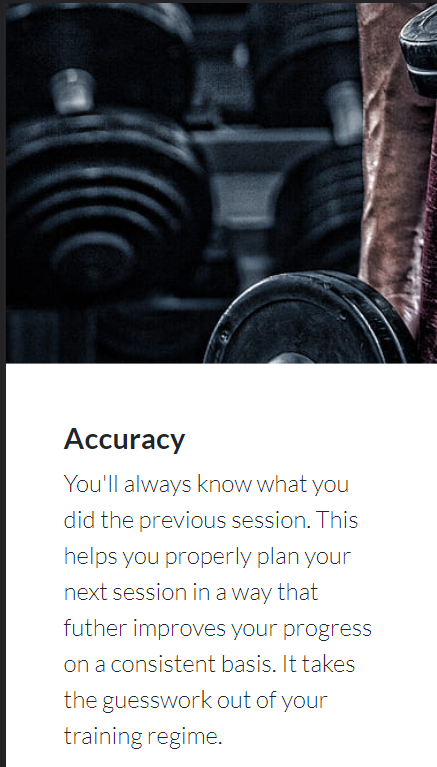 Accuracy
You'll always know what you
did the previous session. This
helps you properly plan your
next session in a way that
futher improves your progress
on a consistent basis. It takes
the guesswork out of your
training regime.